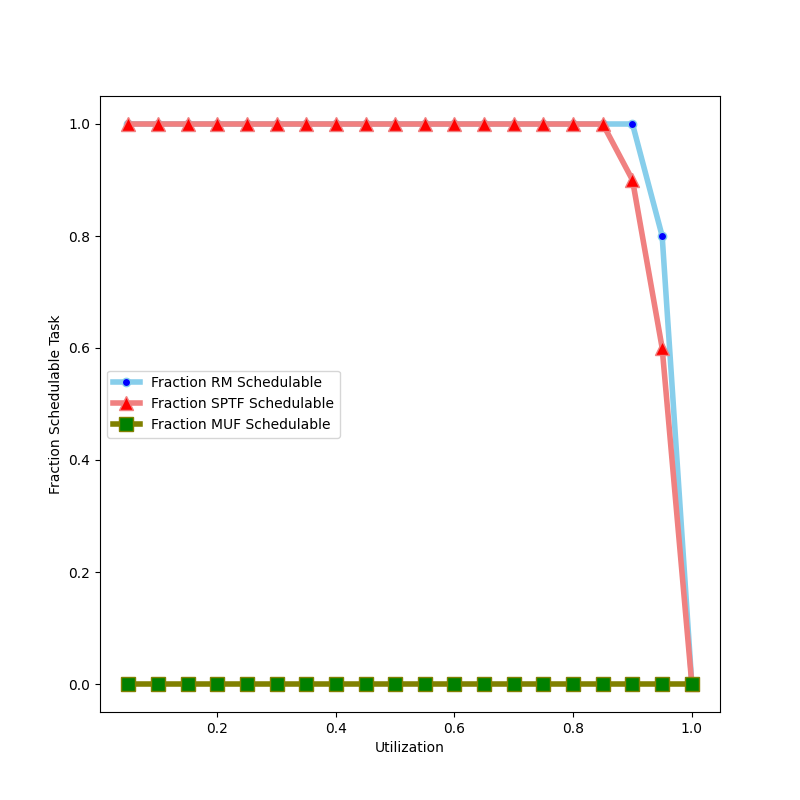 1.0
0.8
0.6
0.4
0.2
0.0
Fraction Schedulable Task
Fraction RM Schedulable
Fraction SPTF Schedulable
Fraction MUF Schedulable
0.2 0.4 0.6 0.8 1.0
Utilization